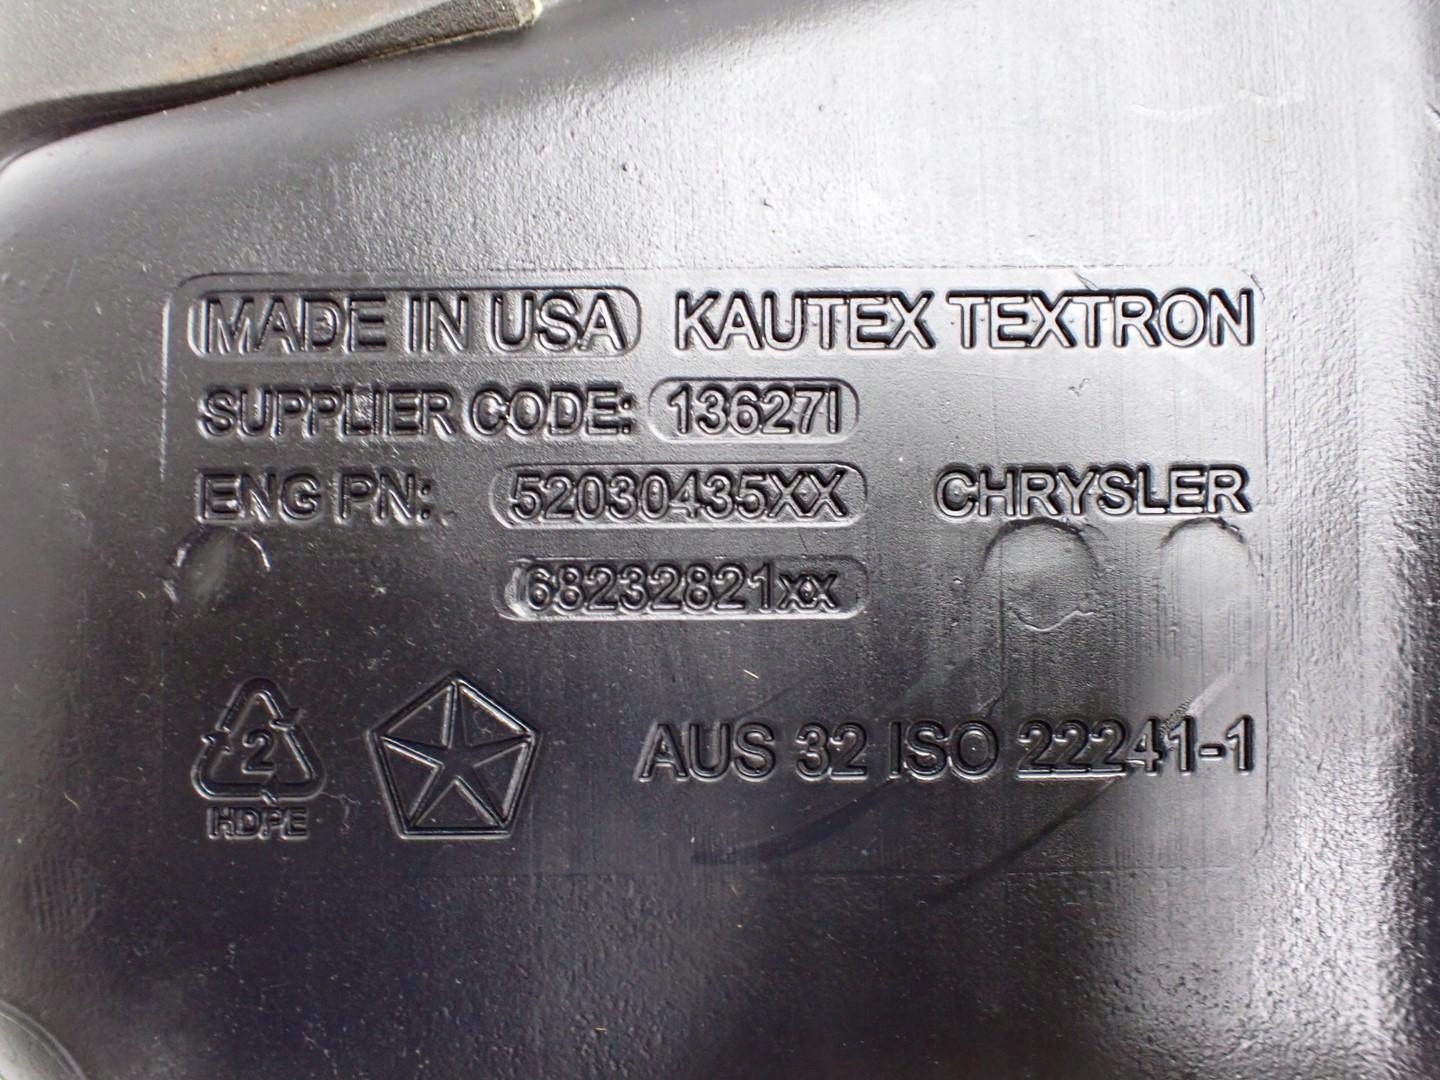 MADE IN USA KAUTEX TEXTRON
SUPPLIER CODE: 13627I
ENG PN: 52030435XX CHRYSLER
68232821xx
2
HDPE
AUS 32 ISO 22241-1